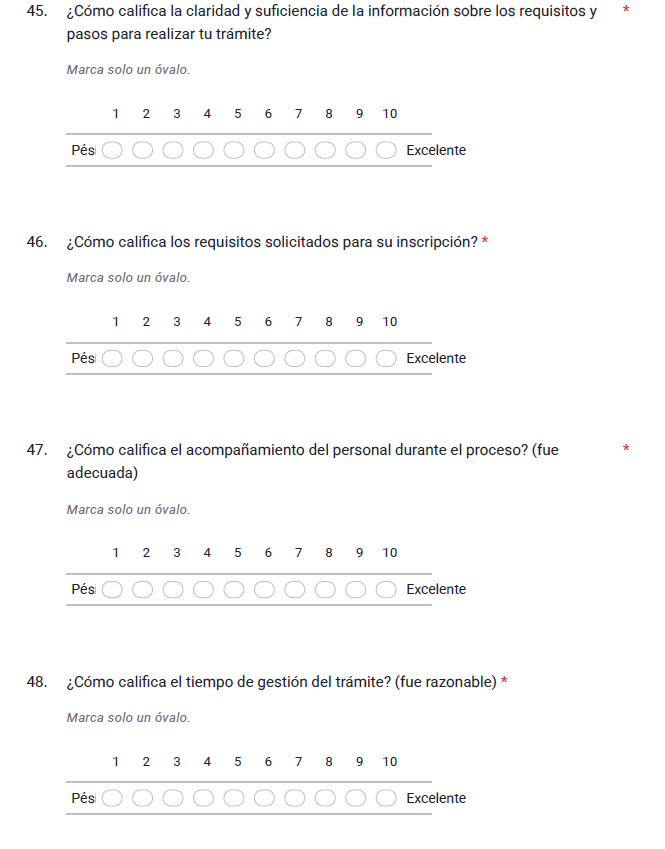 45. ¿Cómo califica la claridad y suficiencia de la información sobre los requisitos y *
pasos para realizar tu trámite?
Marca solo un óvalo.
1 2 3 4 5 6 7 8 9 10
Pési Excelente
46. ¿Cómo califica los requisitos solicitados para su inscripción? *
Marca solo un óvalo.
1 2 3 4 5 6 7 8 9 10
Pési Excelente
47. ¿Cómo califica el acompañamiento del personal durante el proceso? (fue *
adecuada)
Marca solo un óvalo.
1 2 3 4 5 6 7 8 9 10
Pési Excelente
48. ¿Cómo califica el tiempo de gestión del trámite? (fue razonable) *
Marca solo un óvalo.
1 2 3 4 5 6 7 8 9 10
Pési Excelente